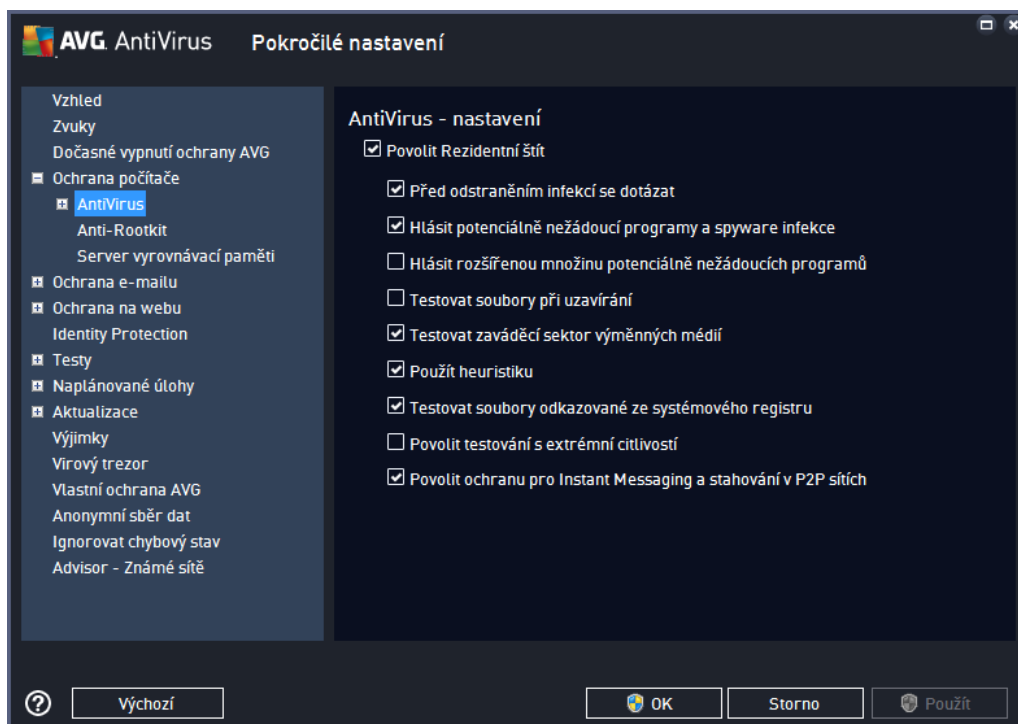 AVG. AntiVirus Pokročilé nastavení
Vzhled
Zvuky
Dočasné vypnutí ochrany AVG
Ochrana počítače
AntiVirus
Anti-Rootkit
Server vyrovnávací paměti
Ochrana e-mailu
Ochrana na webu
Identity Protection
Testy
Naplánované úlohy
Aktualizace
Výjimky
Virový trezor
Vlastní ochrana AVG
Anonymní sběr dat
Ignorovat chybový stav
Advisor - Známé sítě
AntiVirus - nastavení
Povolit Rezidentní štít
Před odstraněním infekcí se dotázat
Hlásit potenciálně nežádoucí programy a spyware infekce
Hlásit rozšířenou množinu potenciálně nežádoucích programů
Testovat soubory při uzavírání
Testovat zaváděcí sektor výměnných médií
Použít heuristiku
Testovat soubory odkazované ze systémového registru
Povolit testování s extrémní citlivostí
Povolit ochranu pro Instant Messaging a stahování v P2P sítích
? Výchozí OK Storno Použít